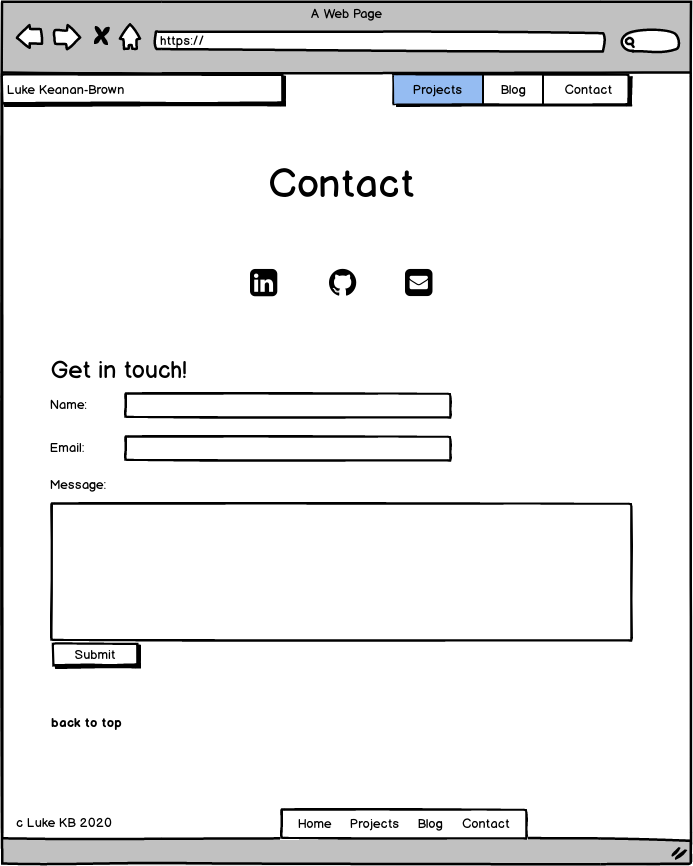 A Web Page
https://
Luke Keanan-Brown
Projects Blog Contact
Contact
in
Get in touch!
Name:
Email:
Message:
Submit
back to top
c Luke KB 2020
Home Projects Blog Contact